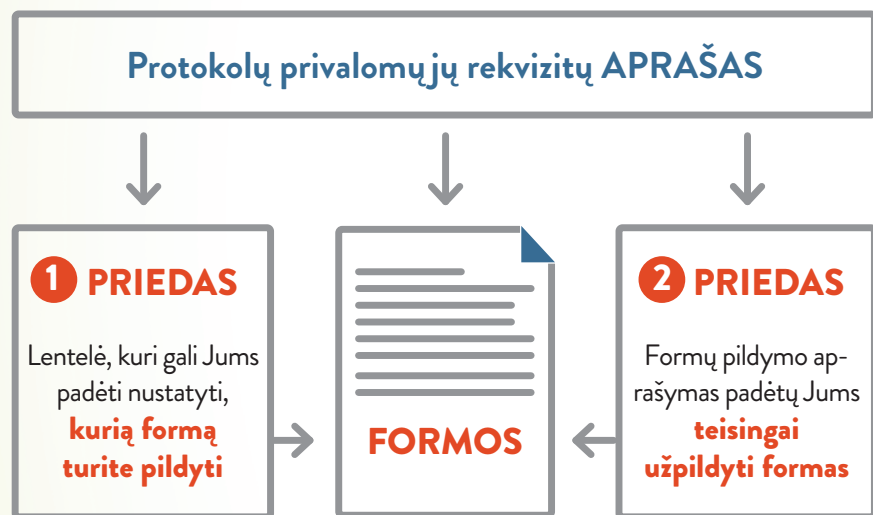 Protokolų privalomųjų rekvizitų APRAŠAS
1 PRIEDAS
Lentelė, kuri gali Jums
padėti nustatyti,
kurią formą
turite pildyti
FORMOS
2 PRIEDAS
Formų pildymo ap-
rašymas padėtų Jums
teisingai
užpildyti formas